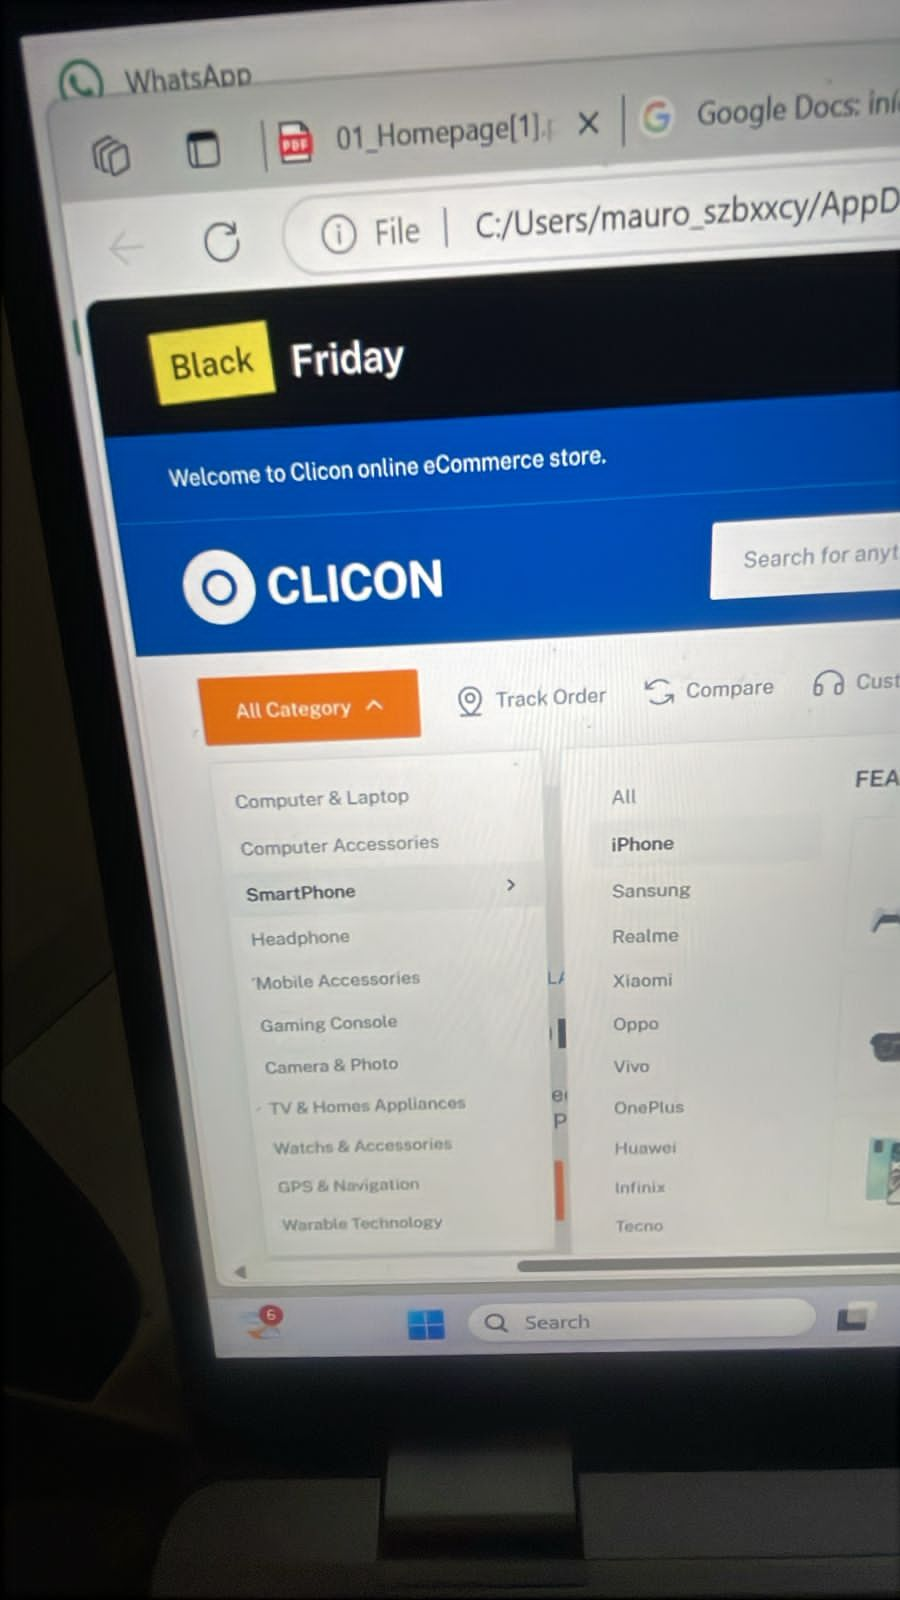 WhatsApp
PDF 01_Homepage[1].p
Google Docs: iní
File | C:/Users/mauro_szbxxcy/AppD
Black Friday
Welcome to Clicon online eCommerce store.
CLICON
Search for anyt
All Category
Track Order
Compare
Cust
Computer & Laptop
Computer Accessories
SmartPhone
Headphone
Mobile Accessories
Gaming Console
Camera & Photo
TV & Homes Appliances
Watchs & Accessories
GPS & Navigation
Warable Technology
All
iPhone
Sansung
Realme
Xiaomi
Oppo
Vivo
OnePlus
Huawei
Infinix
Tecno
FEA
6
Search